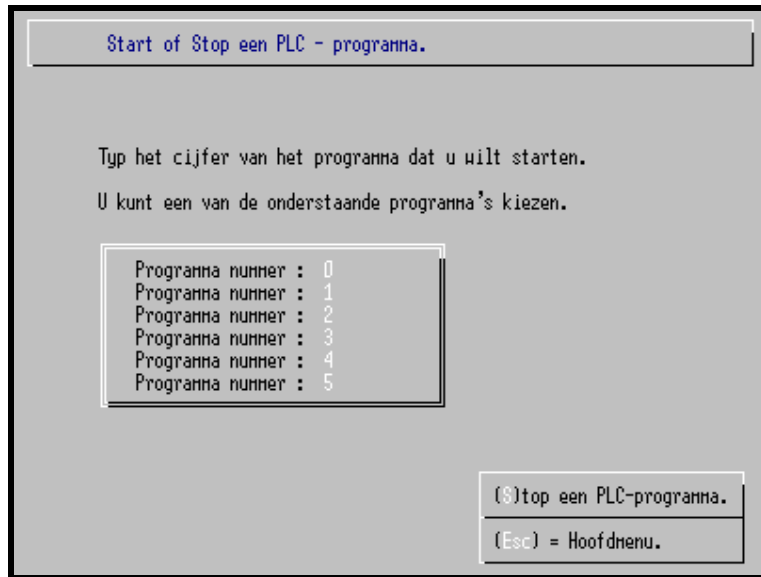 Start of Stop een PLC - programma.
Typ het cijfer van het programma dat u wilt starten.
U kunt een van de onderstaande programma's kiezen.
Programma nummer : 0
Programma nummer : 1
Programma nummer : 2
Programma nummer : 3
Programma nummer : 4
Programma nummer : 5
(S)top een PLC-programma.
(Esc) = Hoofdmenu.